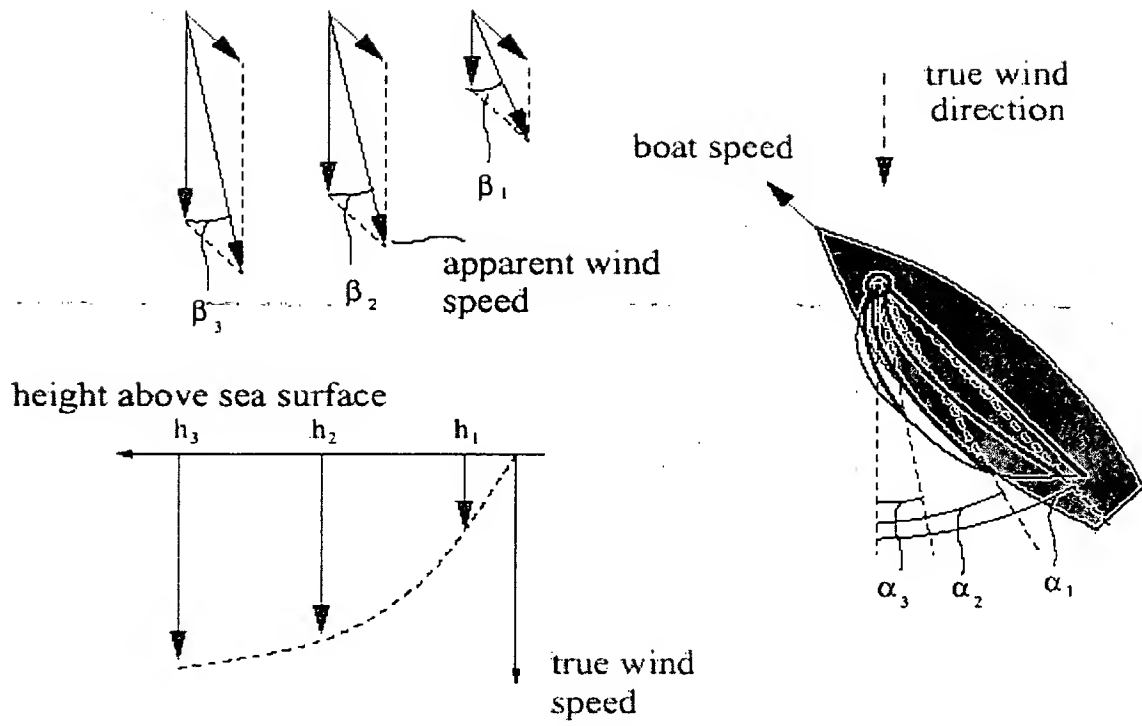 true wind
direction
boat speed
β₁
β₂
β₃
apparent wind
speed
height above sea surface
h₃ h₂ h₁
α₃ α₂ α₁
true wind
speed